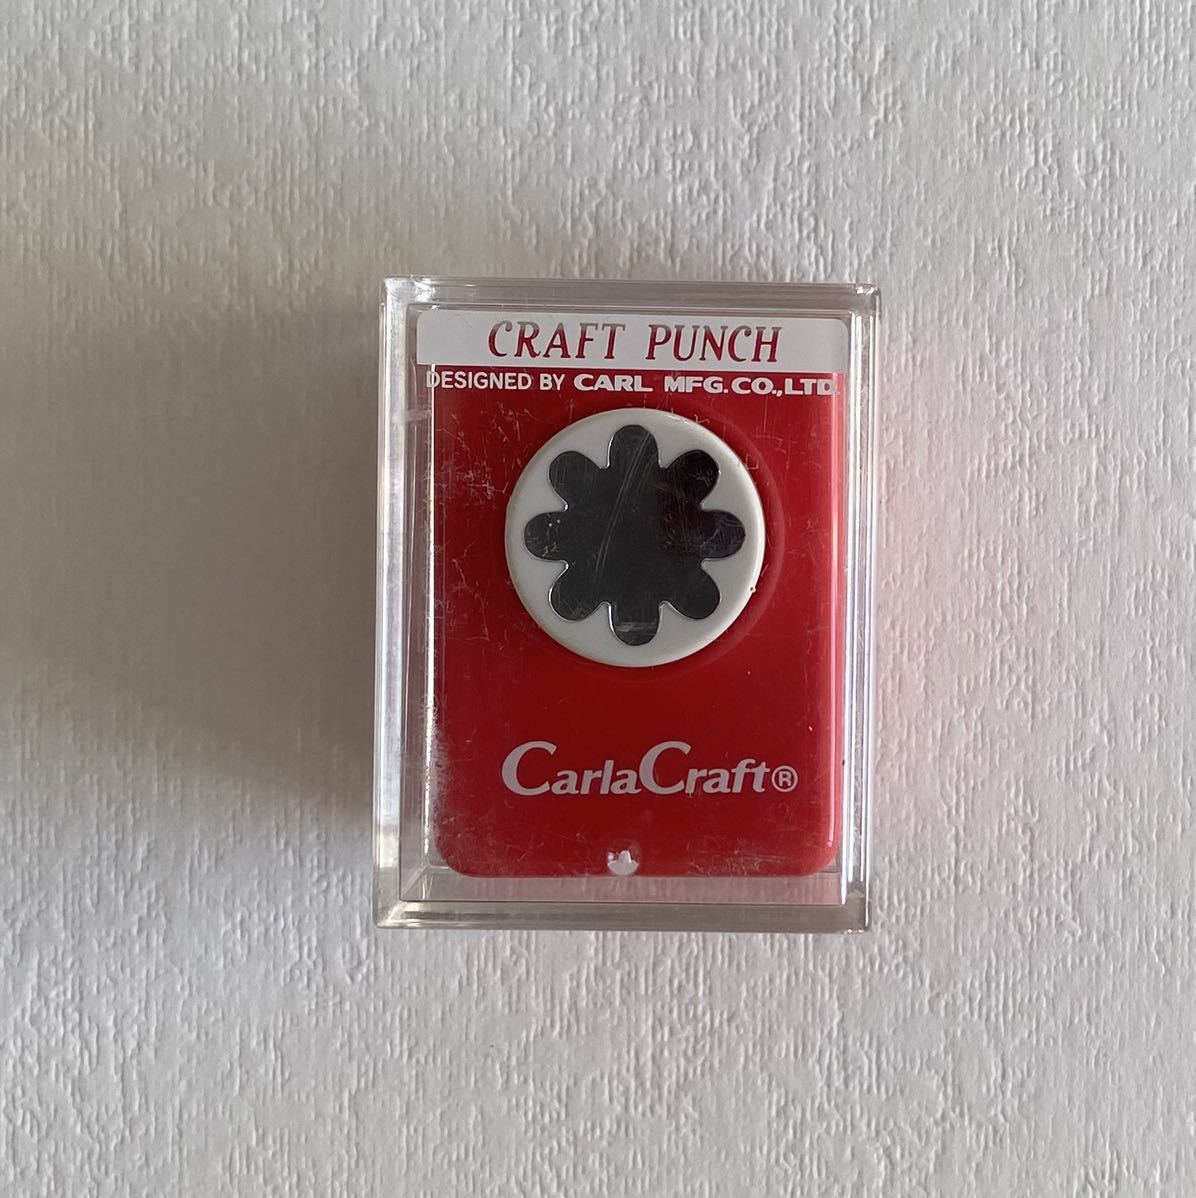 CRAFT PUNCH
DESIGNED BY CARL MFG.CO.,LTD.
CarlaCraft®